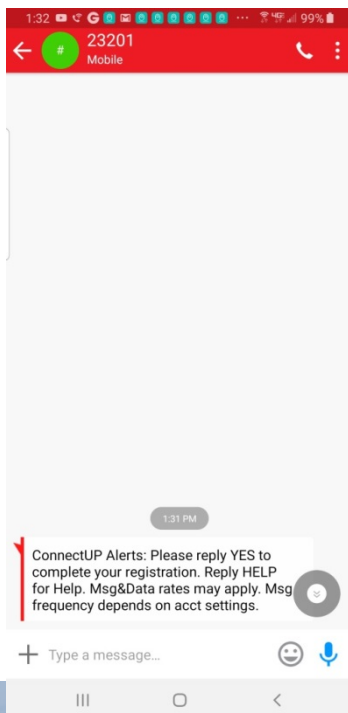 1:32 G ... 4G 99%
# 23201
Mobile
1:31 PM
ConnectUP Alerts: Please reply YES to
complete your registration. Reply HELP
for Help. Msg&Data rates may apply. Msg
frequency depends on acct settings.
Type a message...